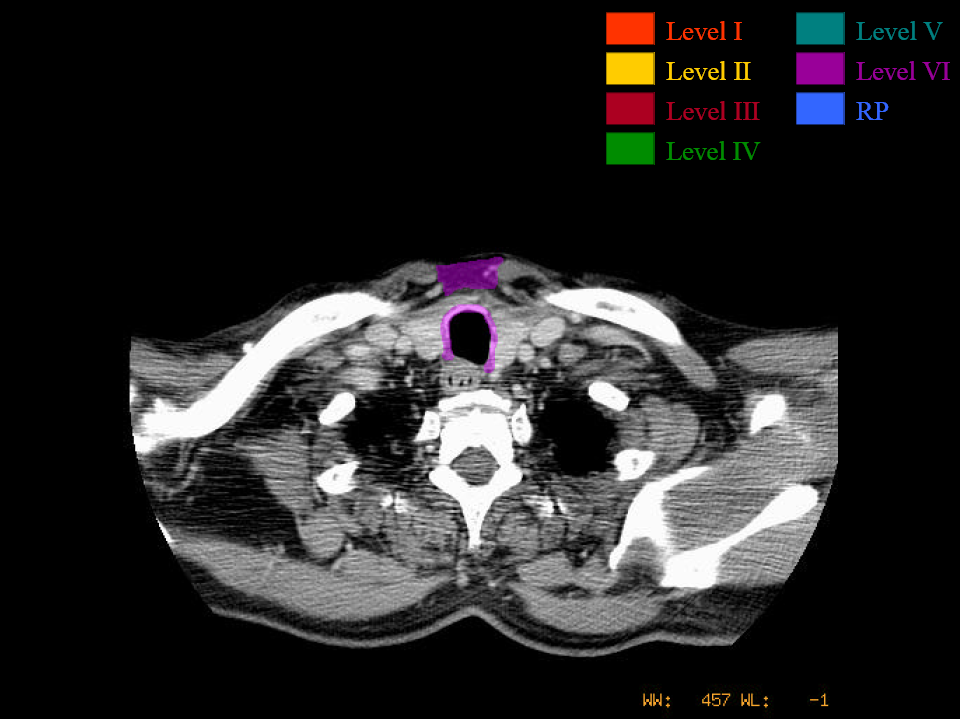 Level I
Level II
Level III
Level IV
Level V
Level VI
RP
WW: 457 WL: -1